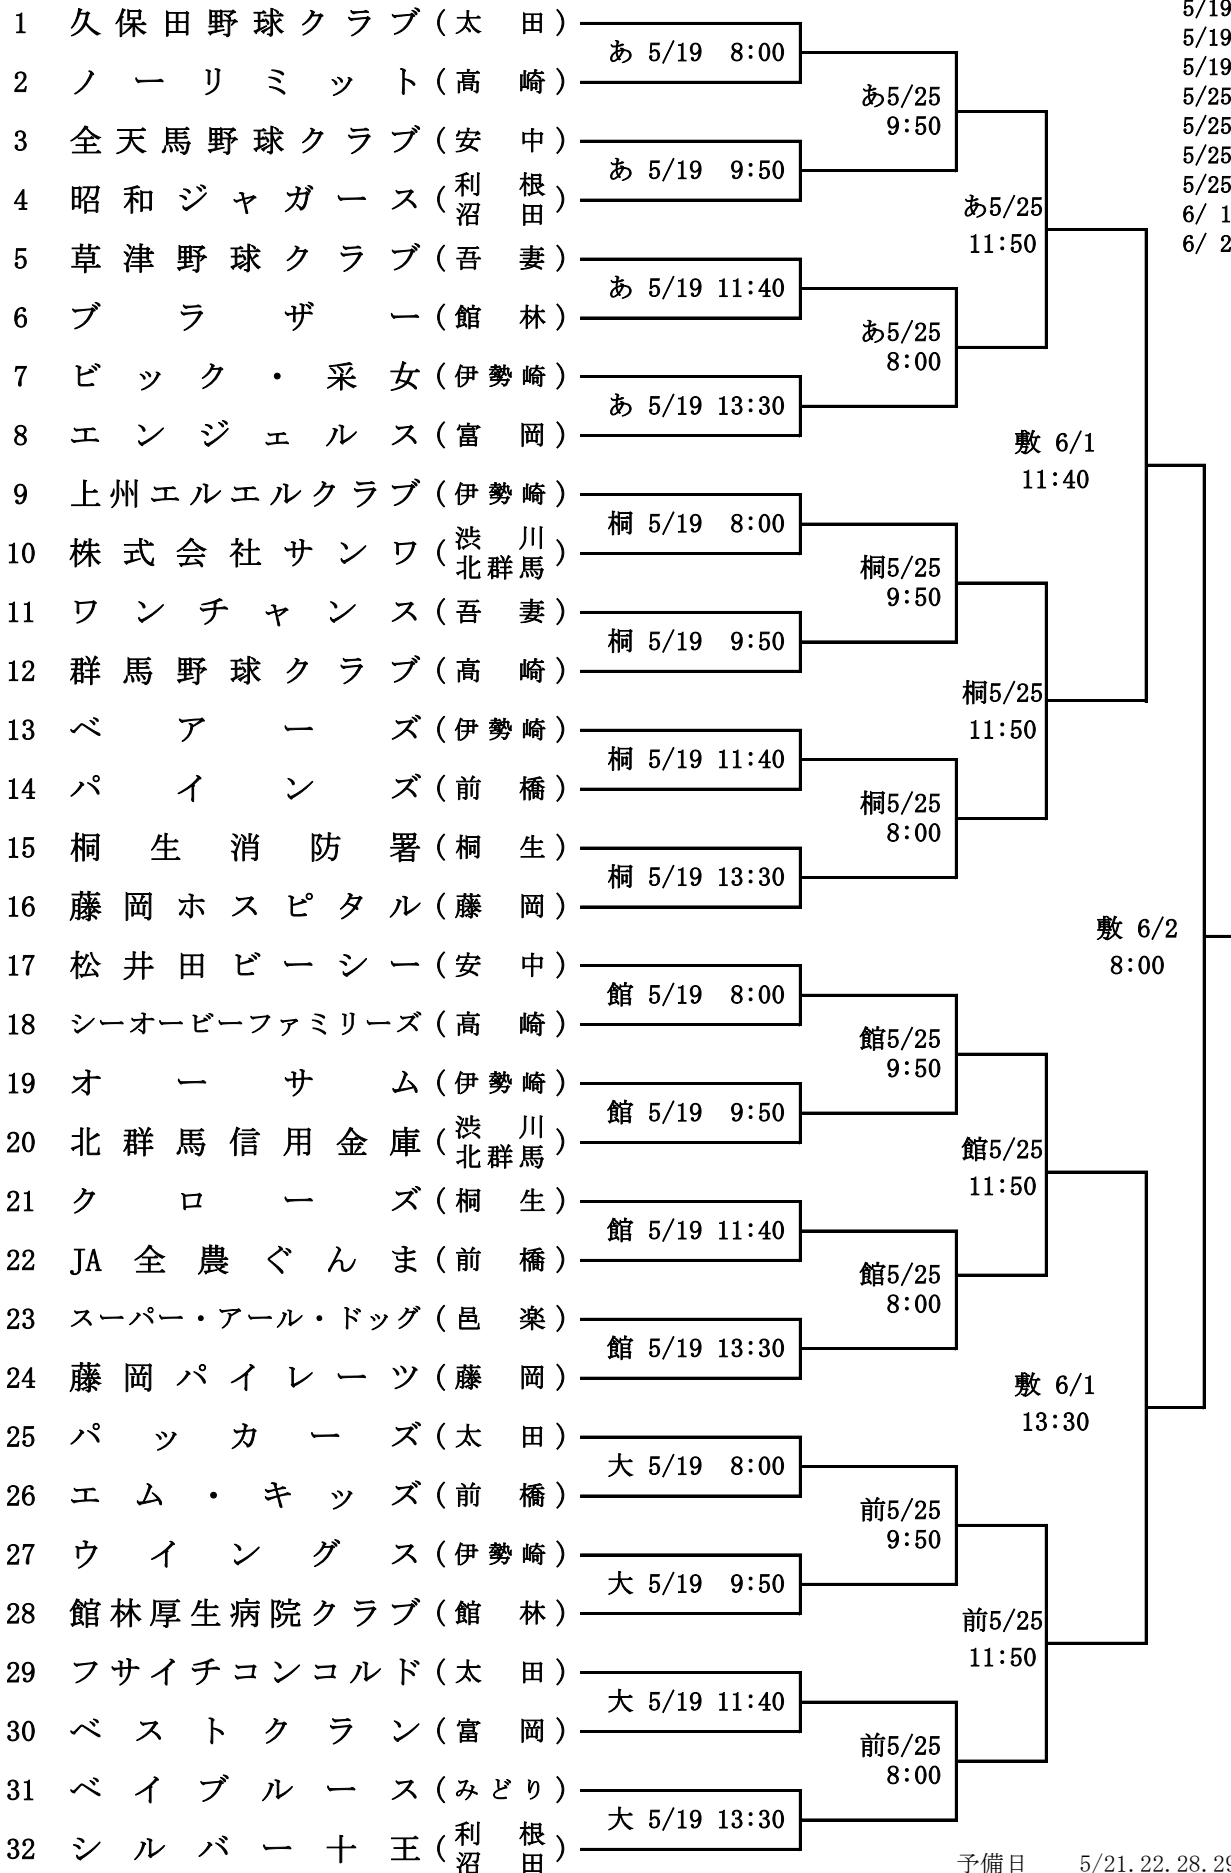 1 久保田野球クラブ(太田)
あ 5/19 8:00
2 ノーリミット(高崎)
3 全天馬野球クラブ(安中)
あ 5/19 9:50
4 昭和ジャガース(利根沼田)
5 草津野球クラブ(吾妻)
あ 5/19 11:40
6 ブラザー(館林)
7 ビック・采女(伊勢崎)
あ 5/19 13:30
8 エンジェルス(富岡)
9 上州エルエルクラブ(伊勢崎)
桐 5/19 8:00
10 株式会社サンワ(渋川北群馬)
11 ワンチャンス(吾妻)
桐 5/19 9:50
12 群馬野球クラブ(高崎)
13 ベアーズ(伊勢崎)
桐 5/19 11:40
14 パインズ(前橋)
15 桐生消防署(桐生)
桐 5/19 13:30
16 藤岡ホスピタル(藤岡)
17 松井田ビーシー(安中)
館 5/19 8:00
18 シーオービーファミリーズ(高崎)
19 オーサム(伊勢崎)
館 5/19 9:50
20 北群馬信用金庫(渋川北群馬)
21 クローズ(桐生)
館 5/19 11:40
22 JA全農ぐんま(前橋)
23 スーパー・アール・ドッグ(邑楽)
館 5/19 13:30
24 藤岡パイレーツ(藤岡)
25 パッカーズ(太田)
大 5/19 8:00
26 エム・キッズ(前橋)
27 ウイングス(伊勢崎)
大 5/19 9:50
28 館林厚生病院クラブ(館林)
29 フサイチコンコルド(太田)
大 5/19 11:40
30 ベストクラン(富岡)
31 ベイブルース(みどり)
大 5/19 13:30
32 シルバー十王(利根沼田)
あ5/25
9:50
あ5/25
8:00
桐5/25
9:50
桐5/25
8:00
館5/25
9:50
館5/25
8:00
前5/25
9:50
前5/25
8:00
あ5/25
11:50
桐5/25
11:50
館5/25
11:50
前5/25
11:50
敷 6/1
11:40
敷 6/1
13:30
敷 6/2
8:00
5/19
5/19
5/19
5/25
5/25
5/25
5/25
6/ 1
6/ 2
予備日 5/21.22.28.29